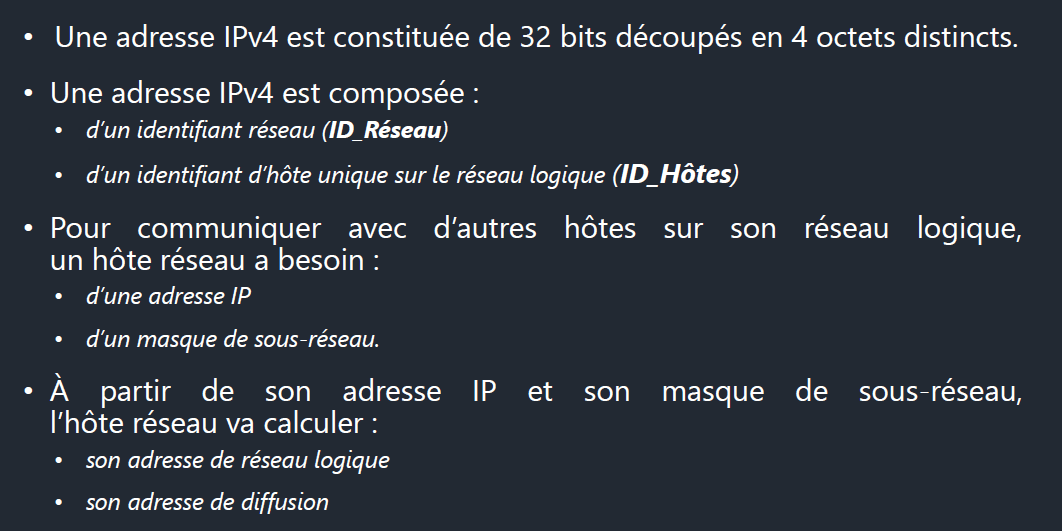 • Une adresse IPv4 est constituée de 32 bits découpés en 4 octets distincts.
• Une adresse IPv4 est composée :
• d’un identifiant réseau (ID_Réseau)
• d’un identifiant d’hôte unique sur le réseau logique (ID_Hôtes)
• Pour communiquer avec d’autres hôtes sur son réseau logique,
un hôte réseau a besoin :
• d’une adresse IP
• d’un masque de sous-réseau.
• À partir de son adresse IP et son masque de sous-réseau,
l’hôte réseau va calculer :
• son adresse de réseau logique
• son adresse de diffusion